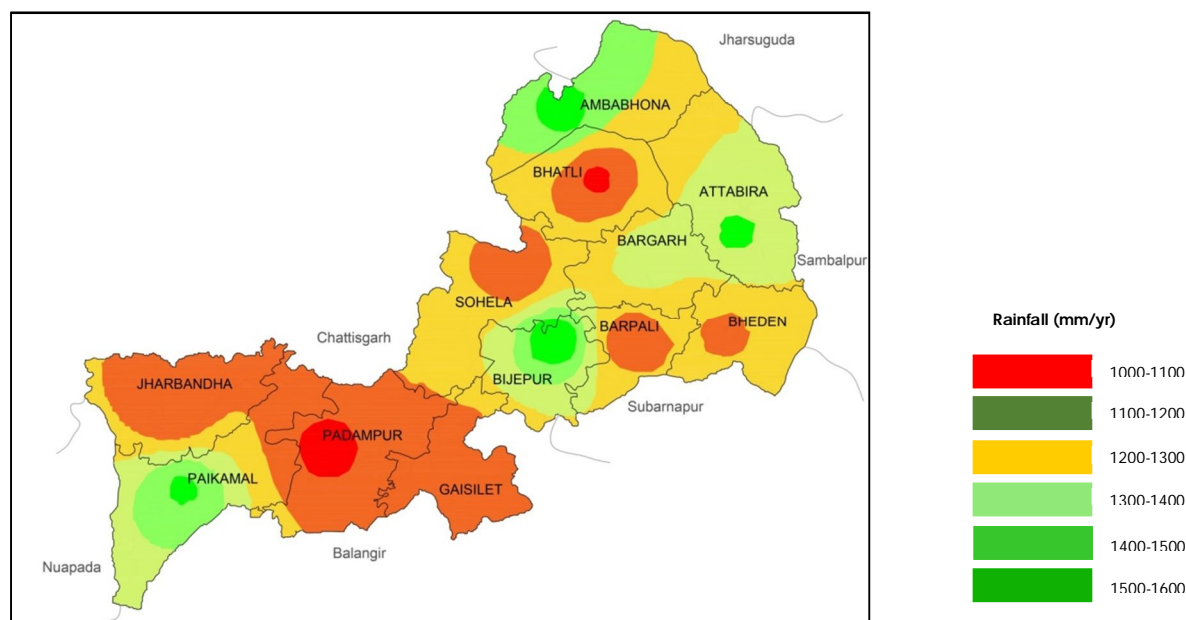 Jharsuguda
AMBABHONA
BHATLI
ATTABIRA
BARGARH
Sambalpur
SOHELA
BARPALI
BHEDEN
Chattisgarh
BIJEPUR
JHARBANDHA
Subarnapur
PADAMPUR
PAIKAMAL
GAISILET
Balangir
Nuapada
Rainfall (mm/yr)
1000-1100
1100-1200
1200-1300
1300-1400
1400-1500
1500-1600